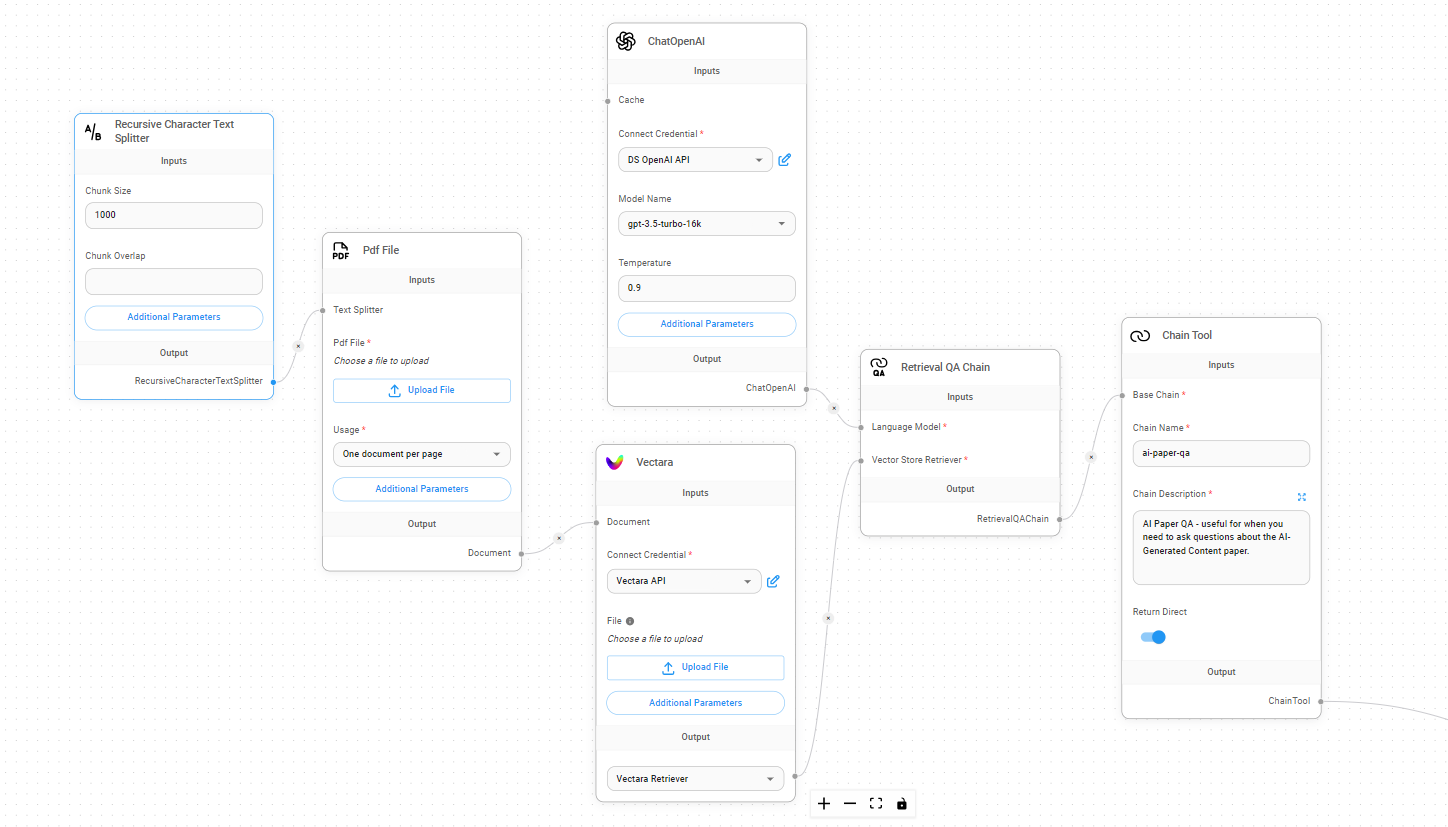 Recursive Character Text
Splitter
Inputs
Chunk Size
1000
Chunk Overlap
Additional Parameters
Output
RecursiveCharacterTextSplitter
PDF
Pdf File
Inputs
Text Splitter
Pdf File *
Choose a file to upload
Upload File
Usage *
One document per page
Additional Parameters
Output
Document
ChatOpenAI
Inputs
Cache
Connect Credential *
DS OpenAI API
Model Name
gpt-3.5-turbo-16k
Temperature
0.9
Additional Parameters
Output
ChatOpenAI
Vectara
Inputs
Document
Connect Credential *
Vectara API
File
Choose a file to upload
Upload File
Additional Parameters
Output
Vectara Retriever
QA
Retrieval QA Chain
Inputs
Language Model *
Vector Store Retriever *
Output
RetrievalQAChain
Chain Tool
Inputs
Base Chain *
Chain Name *
ai-paper-qa
Chain Description *
AI Paper QA - useful for when you
need to ask questions about the AI-
Generated Content paper.
Return Direct
Output
ChainTool